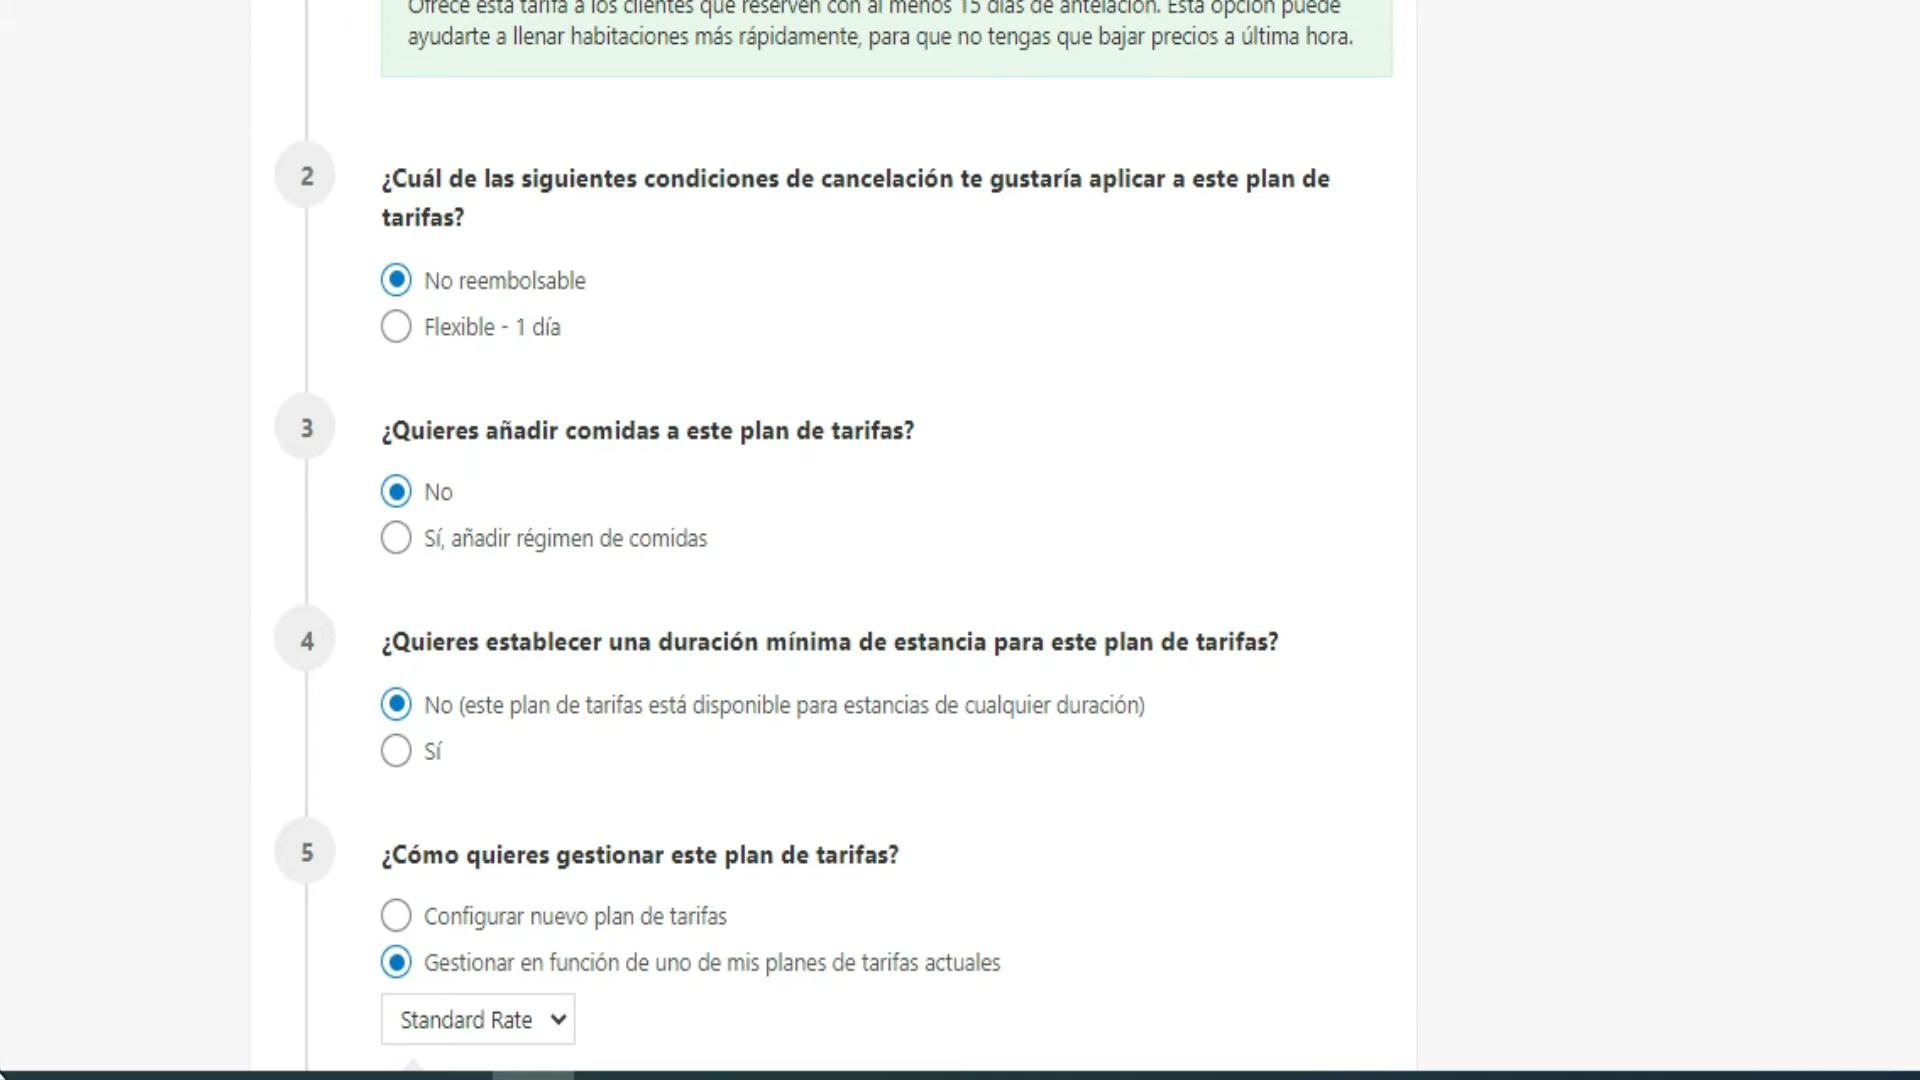 Ofrece esta tarifa a los clientes que reserven con al menos 15 días de antelación. Esta opción puede
ayudarte a llenar habitaciones más rápidamente, para que no tengas que bajar precios a última hora.
2
¿Cuál de las siguientes condiciones de cancelación te gustaría aplicar a este plan de
tarifas?
No reembolsable
Flexible - 1 día
3
¿Quieres añadir comidas a este plan de tarifas?
No
Sí, añadir régimen de comidas
4
¿Quieres establecer una duración mínima de estancia para este plan de tarifas?
No (este plan de tarifas está disponible para estancias de cualquier duración)
Sí
5
¿Cómo quieres gestionar este plan de tarifas?
Configurar nuevo plan de tarifas
Gestionar en función de uno de mis planes de tarifas actuales
Standard Rate